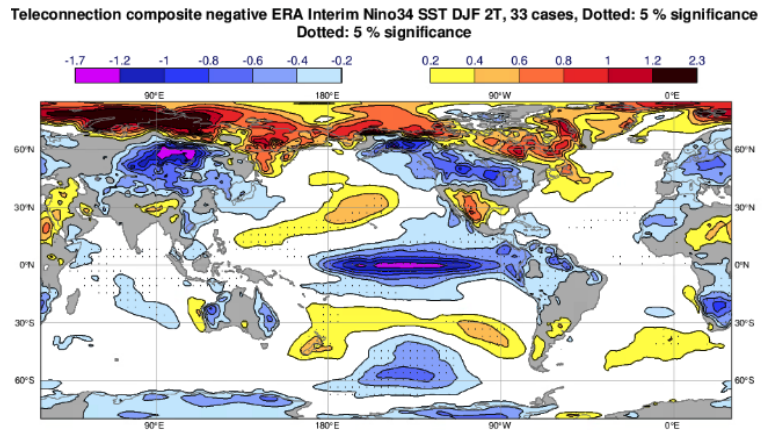 Teleconnection composite negative ERA Interim Nino34 SST DJF 2T, 33 cases, Dotted: 5 % significance
Dotted: 5 % significance
-1.7 -1.2 -1 -0.8 -0.6 -0.4 -0.2 0.2 0.4 0.6 0.8 1 1.2 2.3
90°E 180°E 90°W 0°E
60°N 60°N
30°N 30°N
0°N 0°N
30°S 30°S
60°S 60°S
90°E 180°E 90°W 0°E